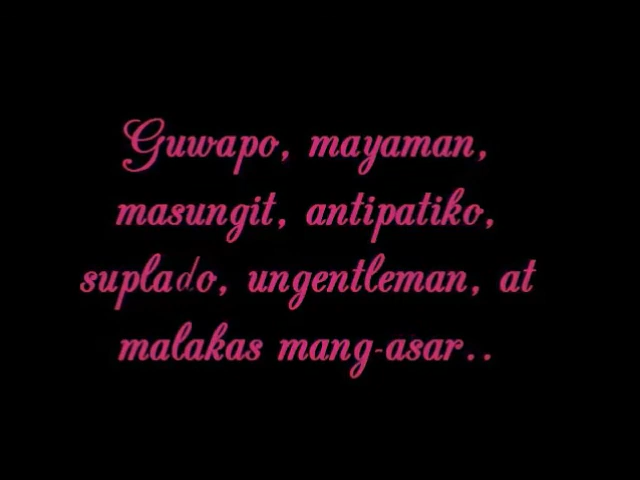 Guwapo, mayaman,
masungit, antipatiko,
suplado, ungentleman, at
malakas mang-asar..